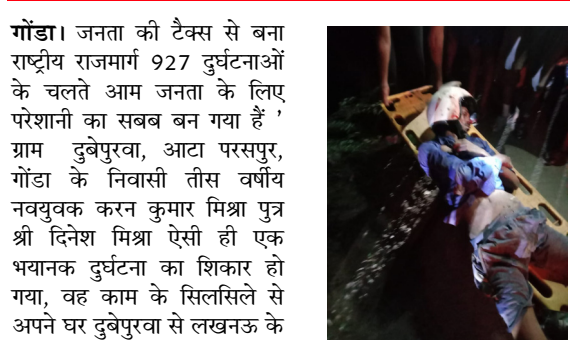 गोंडा। जनता की टैक्स से बना
राष्ट्रीय राजमार्ग 927 दुर्घटनाओं
के चलते आम जनता के लिए
परेशानी का सबब बन गया हैं '
ग्राम दुबेपुरवा, आटा परसपुर,
गोंडा के निवासी तीस वर्षीय
नवयुवक करन कुमार मिश्रा पुत्र
श्री दिनेश मिश्रा ऐसी ही एक
भयानक दुर्घटना का शिकार हो
गया, वह काम के सिलसिले से
अपने घर दुबेपुरवा से लखनऊ के